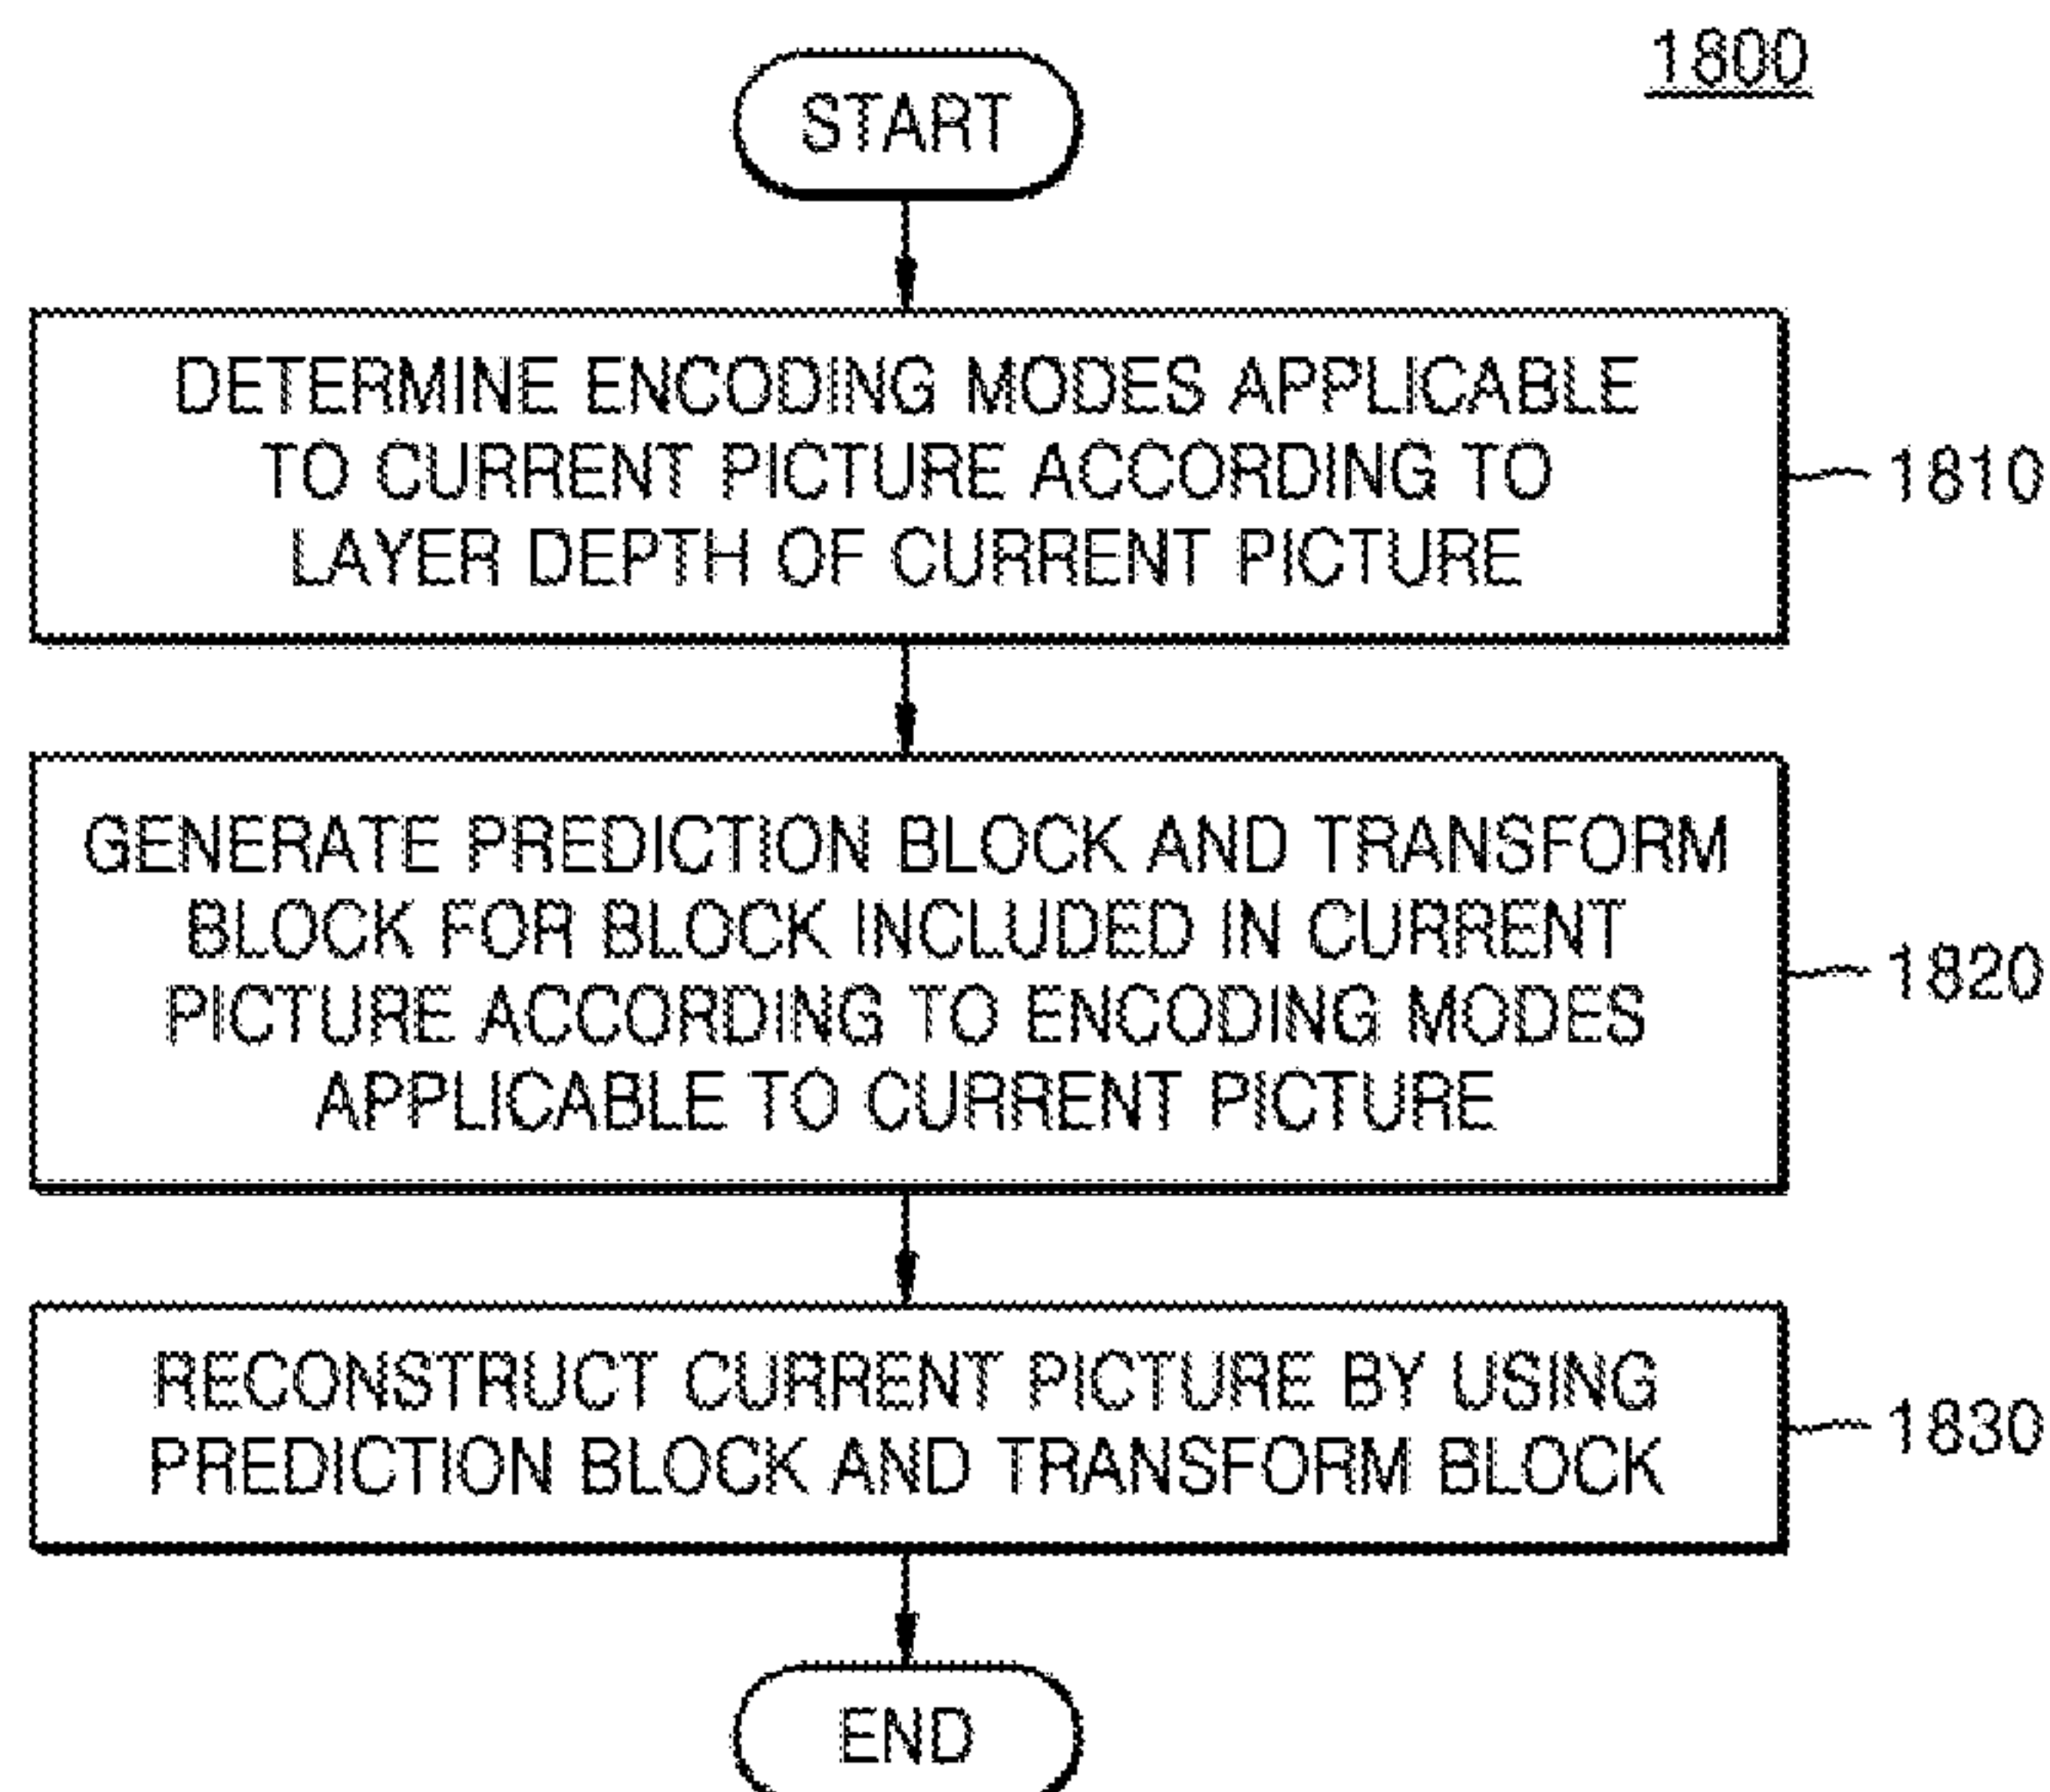 1800
START
DETERMINE ENCODING MODES APPLICABLE
TO CURRENT PICTURE ACCORDING TO
LAYER DEPTH OF CURRENT PICTURE
1810
GENERATE PREDICTION BLOCK AND TRANSFORM
BLOCK FOR BLOCK INCLUDED IN CURRENT
PICTURE ACCORDING TO ENCODING MODES
APPLICABLE TO CURRENT PICTURE
1820
RECONSTRUCT CURRENT PICTURE BY USING
PREDICTION BLOCK AND TRANSFORM BLOCK
1830
END